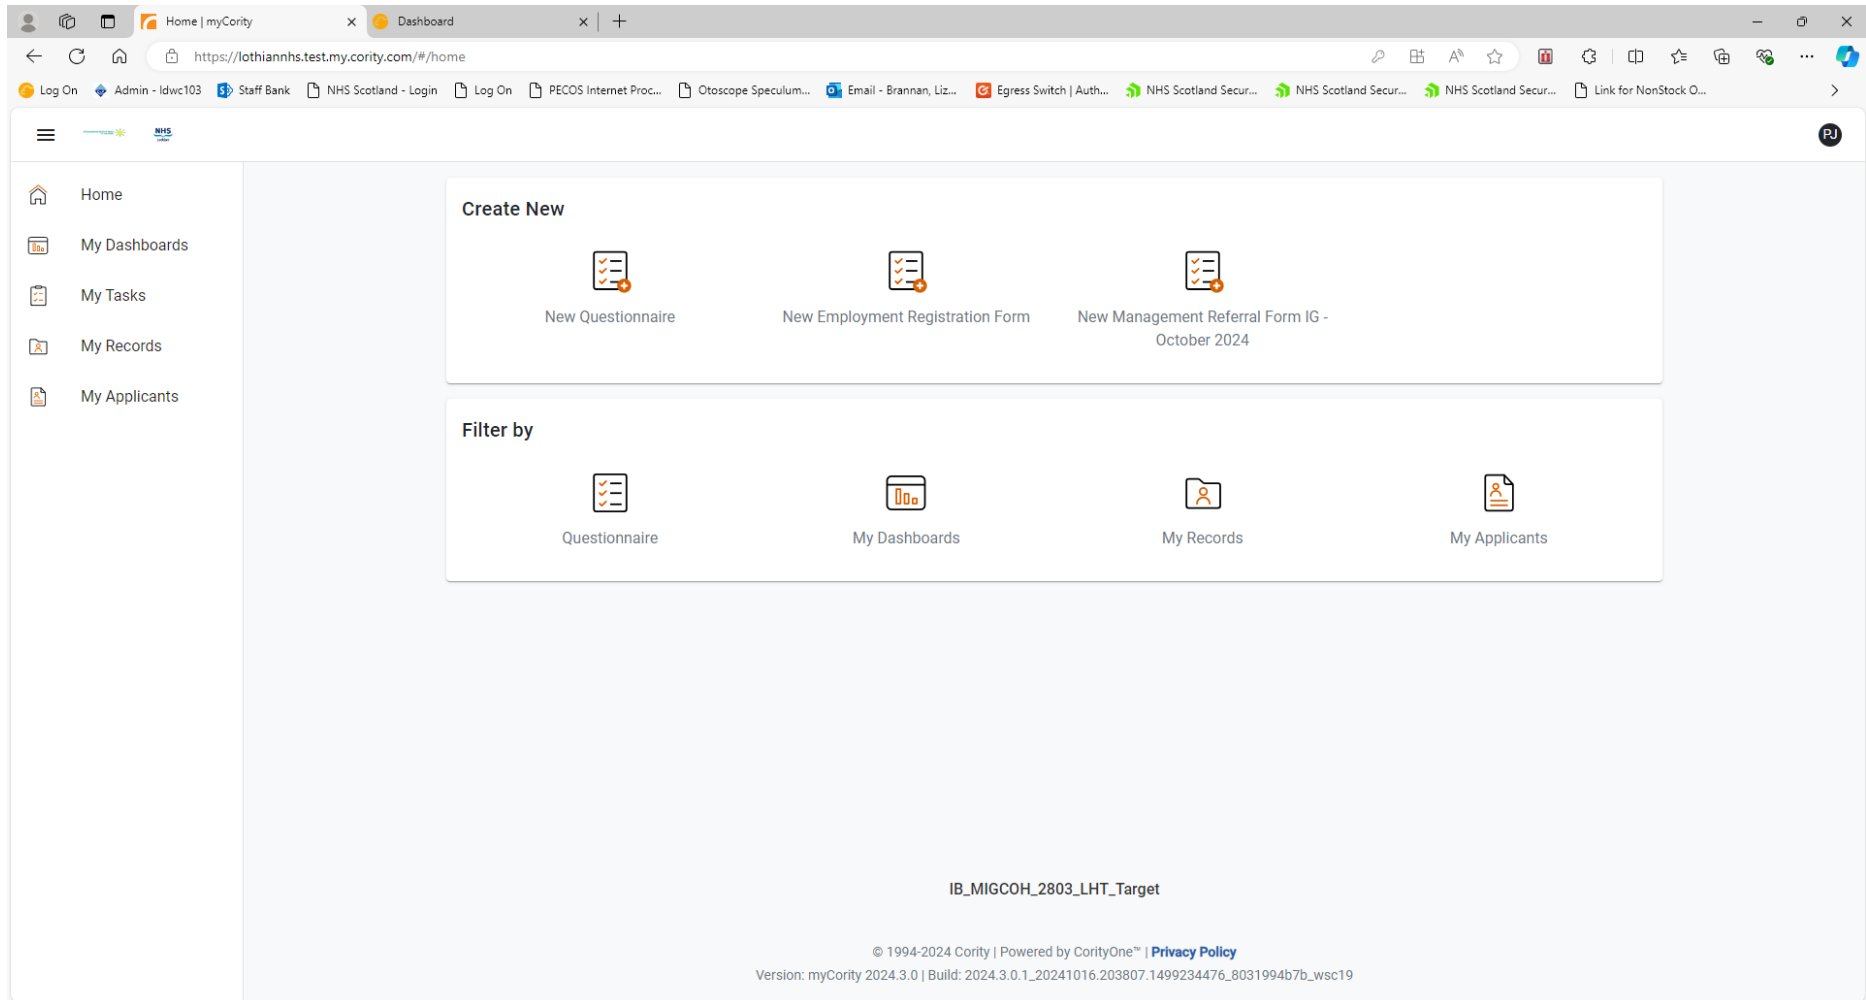 Home | myCority
Dashboard
https://lothiannhs.test.my.cority.com/#/home
Log On
Admin - ldwc103
Staff Bank
NHS Scotland - Login
Log On
PECOS Internet Proc...
Otoscope Speculum...
Email - Brannan, Liz...
Egress Switch | Auth...
NHS Scotland Secur...
NHS Scotland Secur...
NHS Scotland Secur...
Link for NonStock O...
NHS
PJ
Home
My Dashboards
My Tasks
My Records
My Applicants
Create New
New Questionnaire
New Employment Registration Form
New Management Referral Form IG -
October 2024
Filter by
Questionnaire
My Dashboards
My Records
My Applicants
IB_MIGCOH_2803_LHT_Target
© 1994-2024 Cority | Powered by CorityOne™ | Privacy Policy
Version: myCority 2024.3.0 | Build: 2024.3.0.1_20241016.203807.1499234476_8031994b7b_wsc19